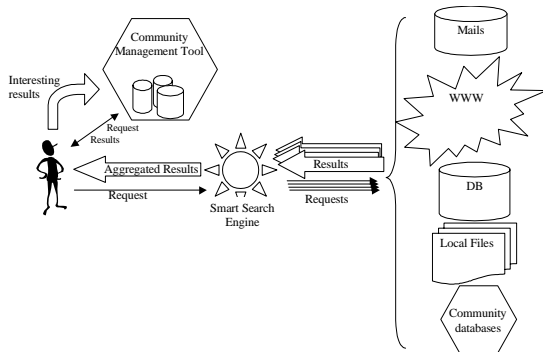 Community
Management Tool
Mails
Interesting
results
WWW
Request
Results
Aggregated Results
Results
Request
Requests
DB
Smart Search
Engine
Local Files
Community
databases